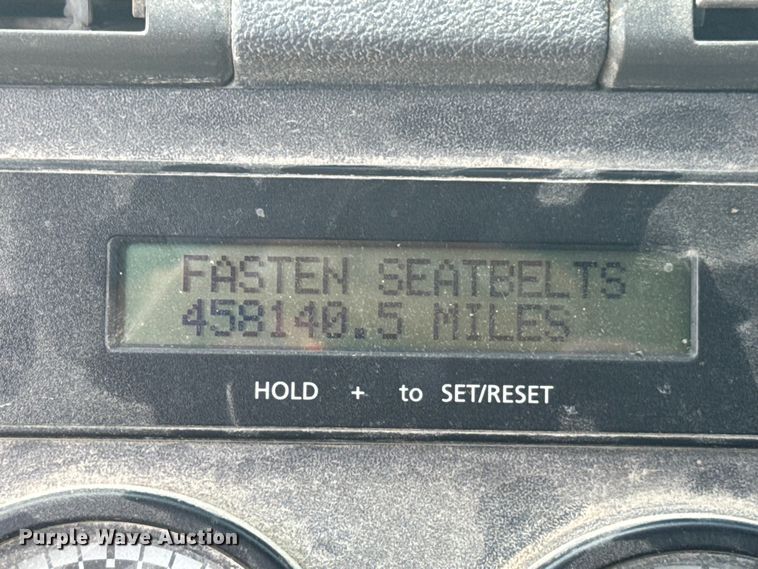 FASTEN SEATBELTS
458140.5 MILES
HOLD + to SET/RESET
Purple Wave Auction